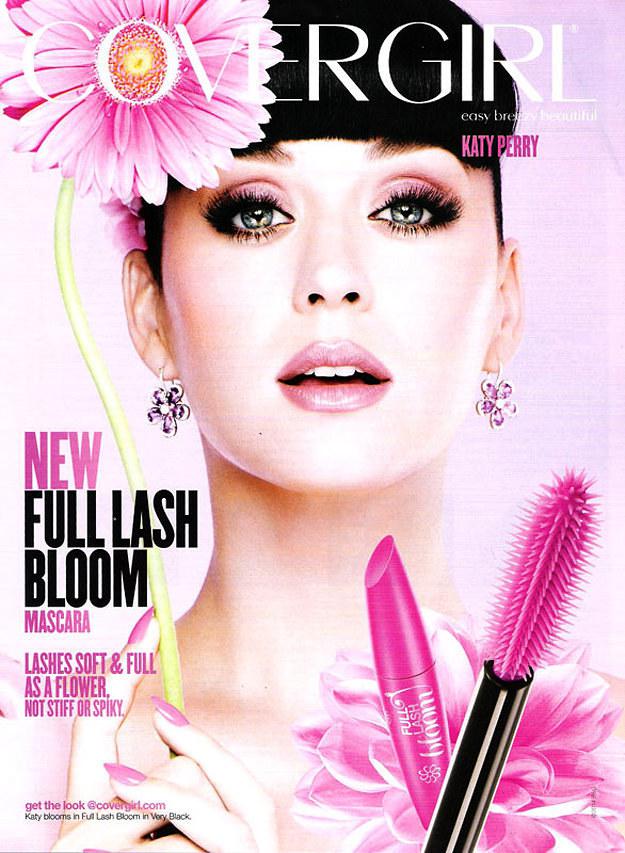 COVERGIRL®
easy breezy beautiful
KATY PERRY
NEW
FULL LASH
BLOOM
MASCARA
LASHES SOFT & FULL
AS A FLOWER,
NOT STIFF OR SPIKY.
FULL
LASH
bloom
get the look @covergirl.com
Katy blooms in Full Lash Bloom in Very Black.